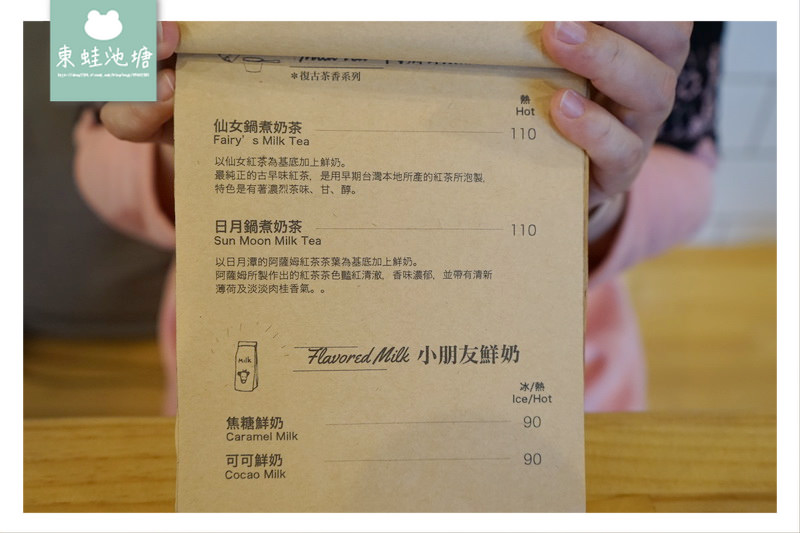 東蛙池塘
＊復古茶香系列
熱
Hot
仙女鍋煮奶茶 110
Fairy's Milk Tea
以仙女紅茶為基底加上鮮奶。
最純正的古早味紅茶，是用早期台灣本地所產的紅茶所泡製，
特色是有著濃烈茶味、甘、醇。
日月鍋煮奶茶 110
Sun Moon Milk Tea
以日月潭的阿薩姆紅茶茶葉為基底加上鮮奶。
阿薩姆所製作出的紅茶茶色豔紅清澈，香味濃郁，並帶有清新
薄荷及淡淡肉桂香氣。。
Milk
Flavored Milk 小朋友鮮奶
冰/熱
Ice/Hot
焦糖鮮奶 90
Caramel Milk
可可鮮奶 90
Cocao Milk